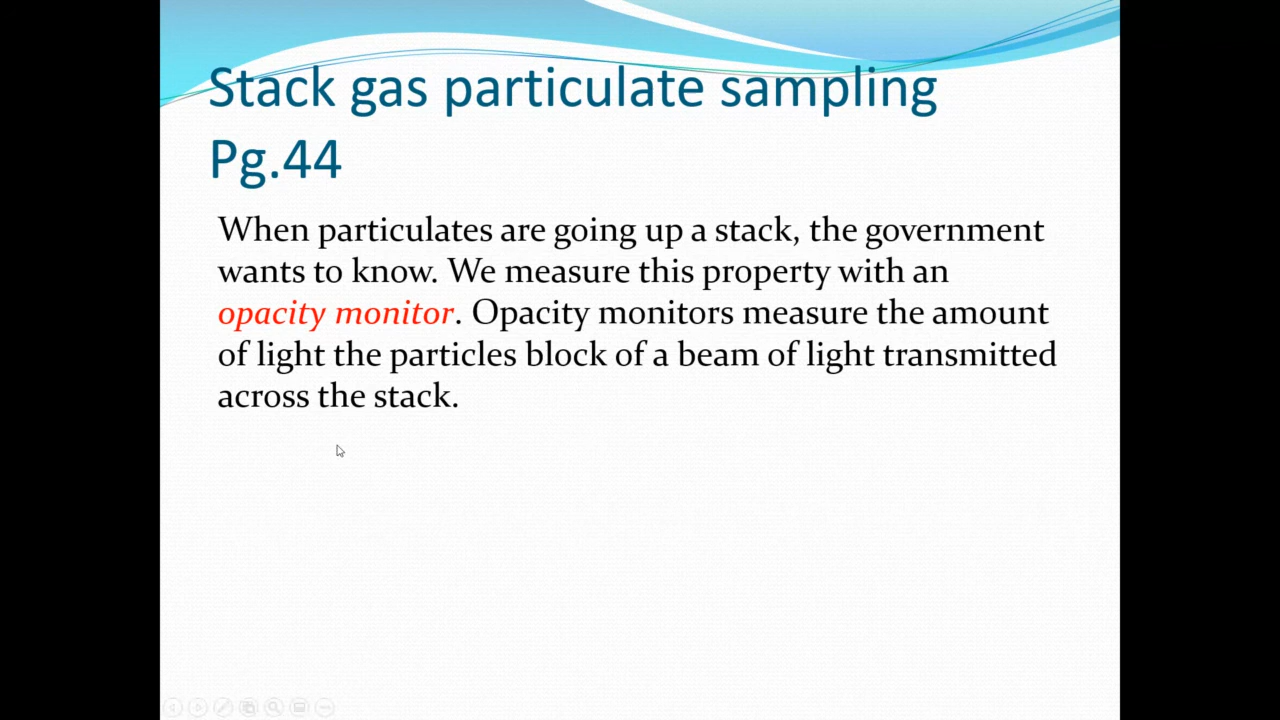 Stack gas particulate sampling
Pg.44
When particulates are going up a stack, the government
wants to know. We measure this property with an
opacity monitor. Opacity monitors measure the amount
of light the particles block of a beam of light transmitted
across the stack.